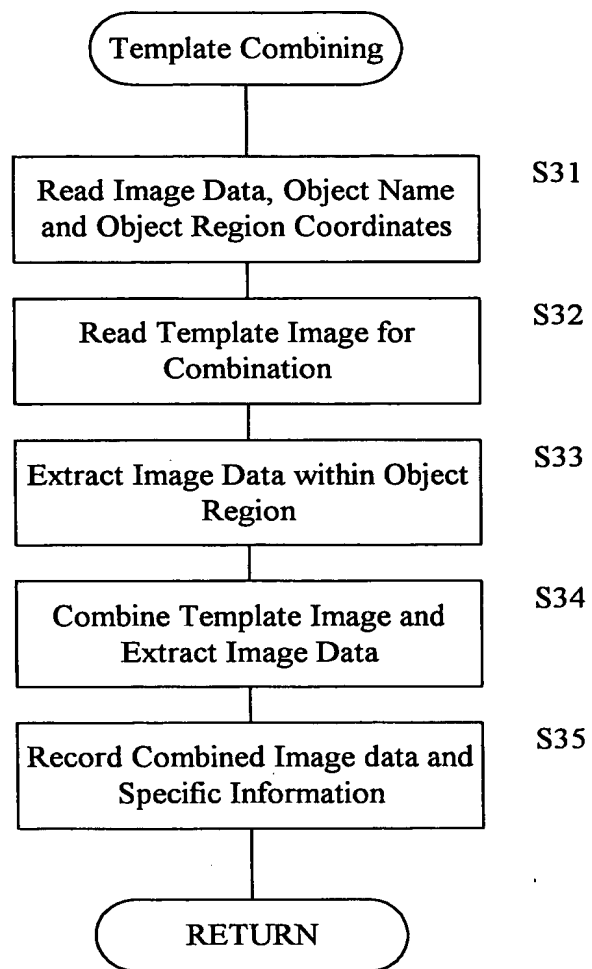 Template Combining
S31
Read Image Data, Object Name
and Object Region Coordinates
S32
Read Template Image for
Combination
S33
Extract Image Data within Object
Region
S34
Combine Template Image and
Extract Image Data
S35
Record Combined Image data and
Specific Information
RETURN